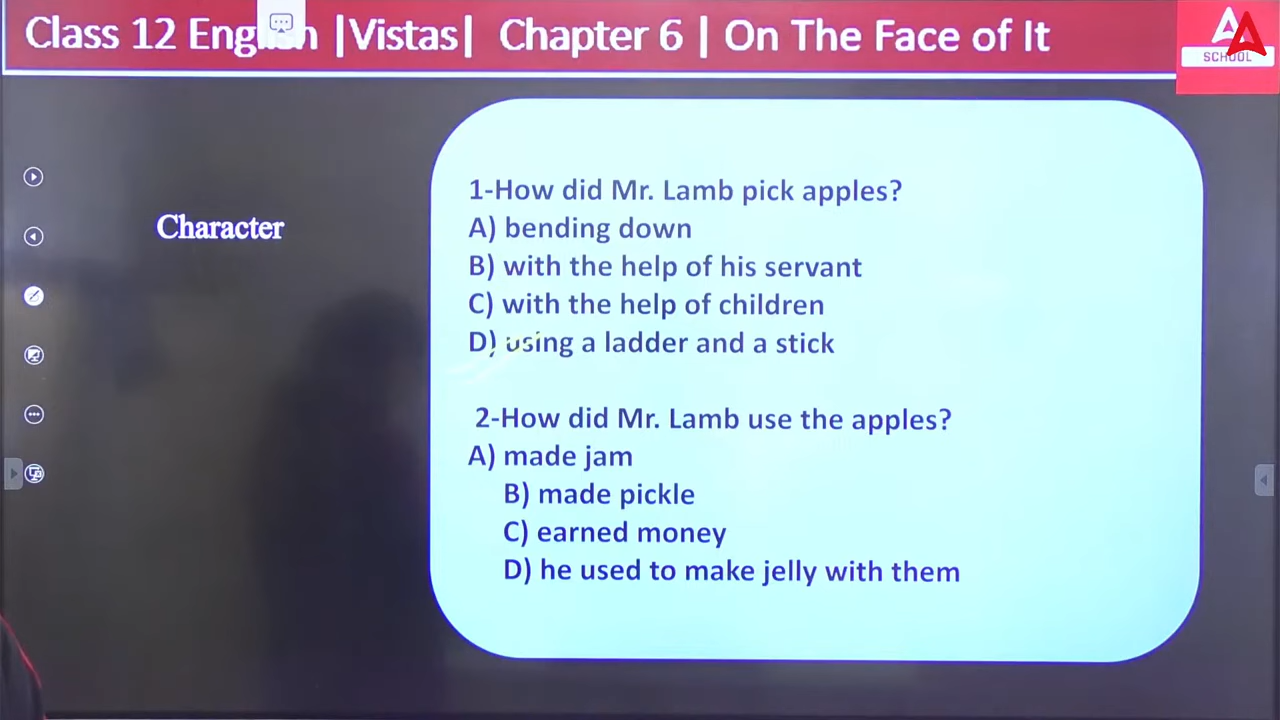 Class 12 English |Vistas| Chapter 6 | On The Face of It
SCHOOL
Character
1-How did Mr. Lamb pick apples?
A) bending down
B) with the help of his servant
C) with the help of children
D) using a ladder and a stick
2-How did Mr. Lamb use the apples?
A) made jam
B) made pickle
C) earned money
D) he used to make jelly with them